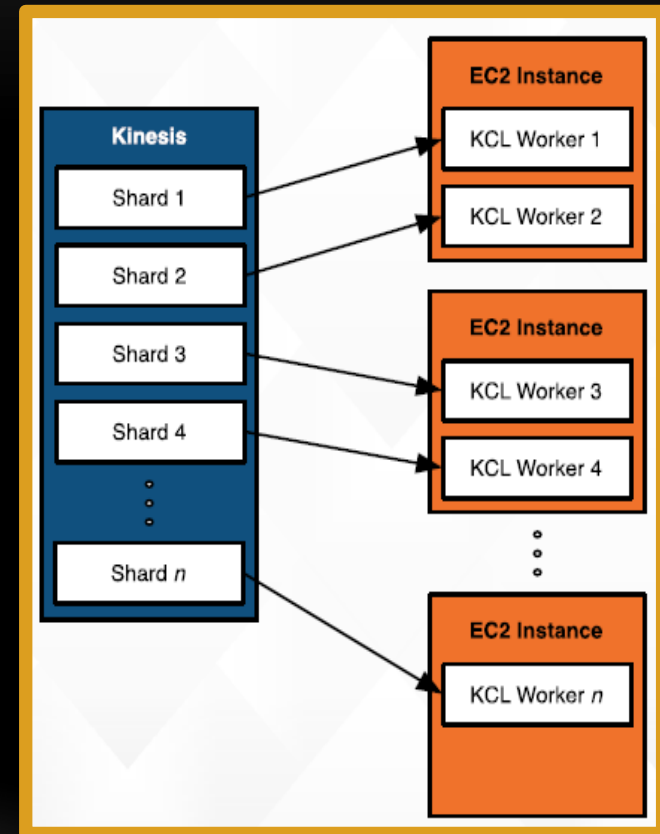 Kinesis
Shard 1
Shard 2
Shard 3
Shard 4
Shard n
EC2 Instance
KCL Worker 1
KCL Worker 2
EC2 Instance
KCL Worker 3
KCL Worker 4
EC2 Instance
KCL Worker n